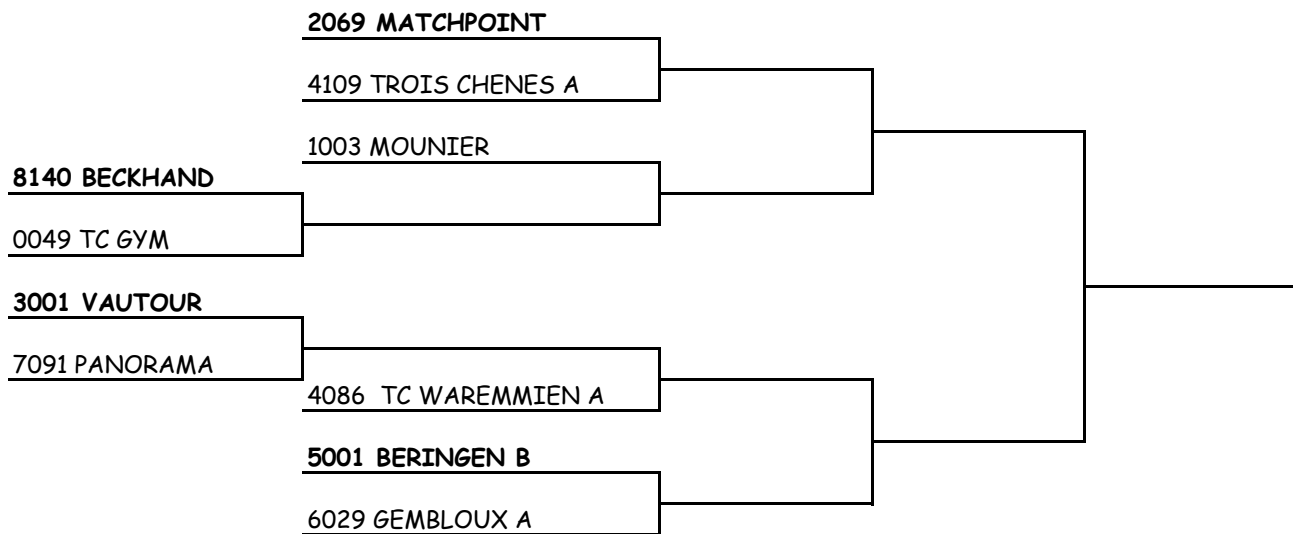 2069 MATCHPOINT
4109 TROIS CHENES A
1003 MOUNIER
8140 BECKHAND
0049 TC GYM
3001 VAUTOUR
7091 PANORAMA
4086 TC WAREMMIEN A
5001 BERINGEN B
6029 GEMBLOUX A